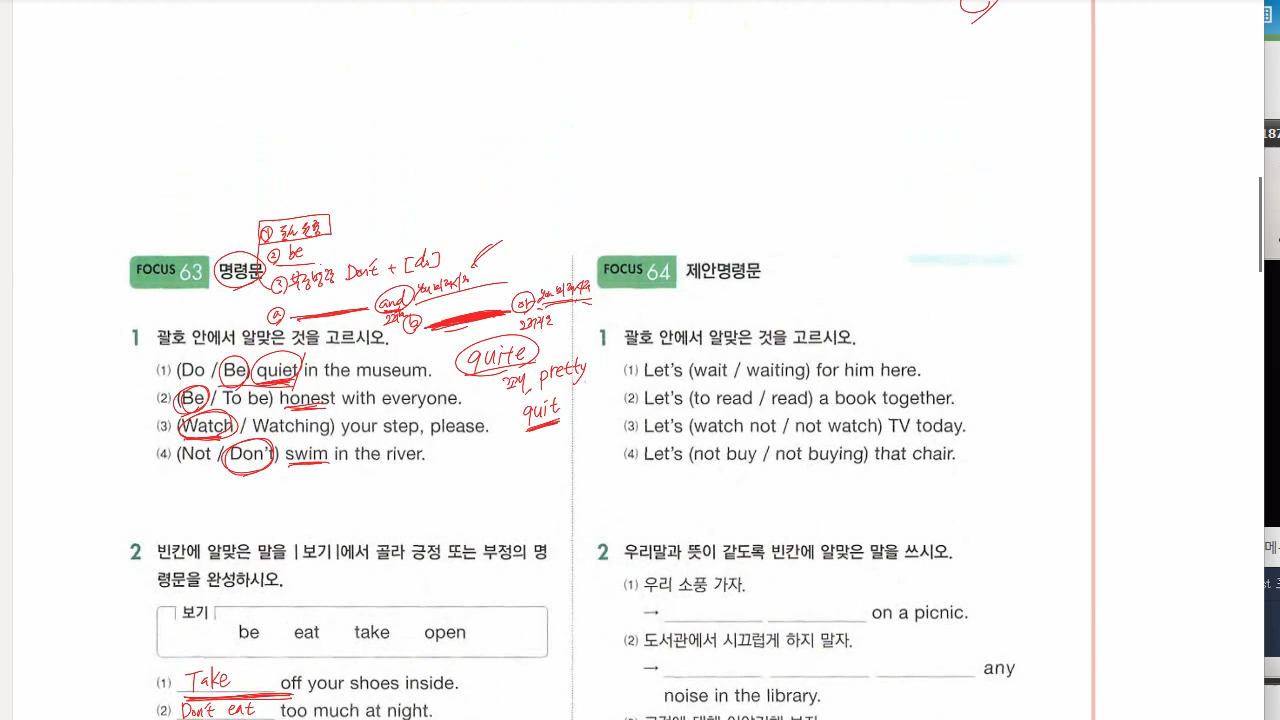 ① 동사원형
② be
③ 부정명령 Don't + [do]
FOCUS 63 명령문
ⓐ and
ⓑ or
1 괄호 안에서 알맞은 것을 고르시오.
(1) (Do / Be) quiet in the museum.
(2) (Be / To be) honest with everyone.
(3) (Watch / Watching) your step, please.
(4) (Not / Don't) swim in the river.
quite
꽤 pretty
quit
2 빈칸에 알맞은 말을 |보기|에서 골라 긍정 또는 부정의 명
령문을 완성하시오.
보기
be eat take open
(1) Take off your shoes inside.
(2) Don't eat too much at night.
FOCUS 64 제안명령문
1 괄호 안에서 알맞은 것을 고르시오.
(1) Let's (wait / waiting) for him here.
(2) Let's (to read / read) a book together.
(3) Let's (watch not / not watch) TV today.
(4) Let's (not buy / not buying) that chair.
2 우리말과 뜻이 같도록 빈칸에 알맞은 말을 쓰시오.
(1) 우리 소풍 가자.
→ on a picnic.
(2) 도서관에서 시끄럽게 하지 말자.
→ any
noise in the library.
187
메
st